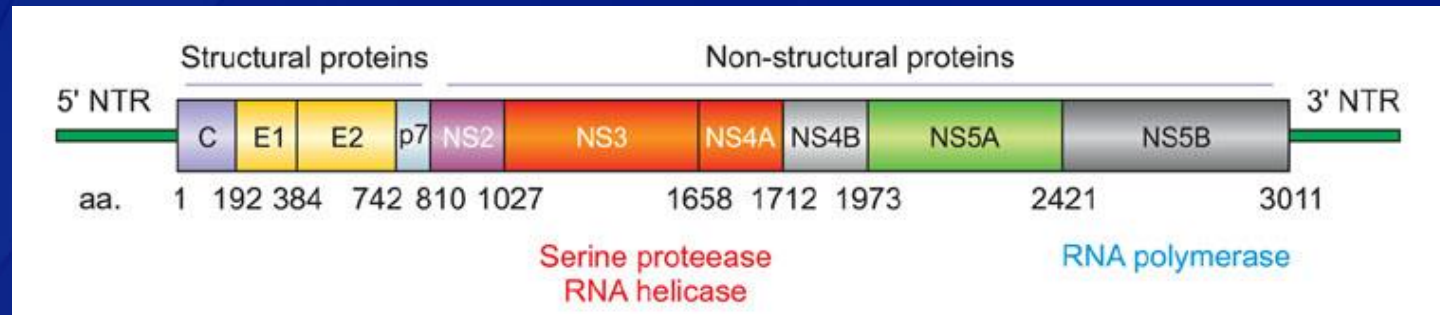 Structural proteins Non-structural proteins
5' NTR 3' NTR
C E1 E2 p7 NS2 NS3 NS4A NS4B NS5A NS5B
aa. 1 192 384 742 810 1027 1658 1712 1973 2421 3011
Serine proteease RNA polymerase
RNA helicase